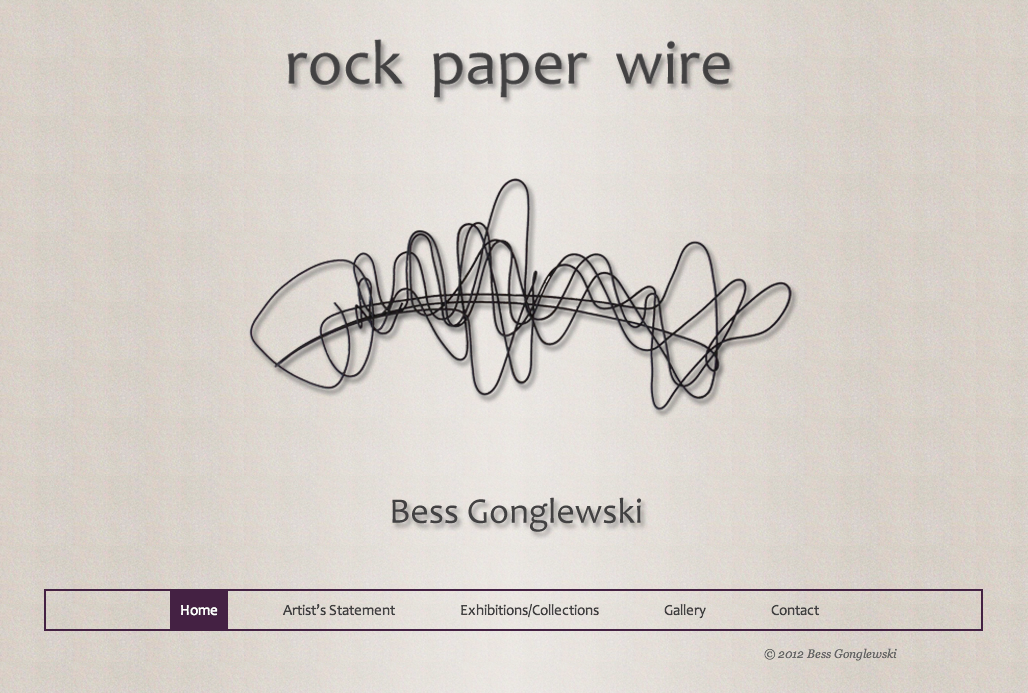 rock paper wire
Bess Gonglewski
Home Artist's Statement Exhibitions/Collections Gallery Contact
© 2012 Bess Gonglewski